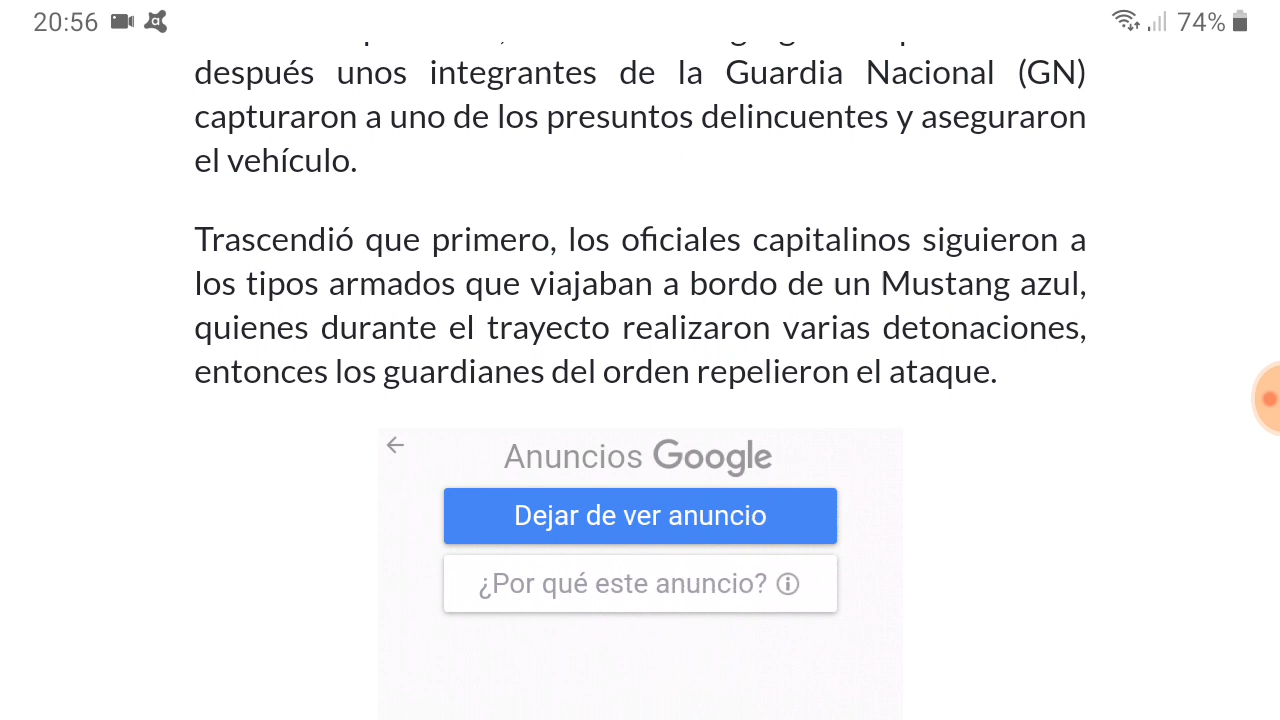 20:56
74%
después unos integrantes de la Guardia Nacional (GN)
capturaron a uno de los presuntos delincuentes y aseguraron
el vehículo.
Trascendió que primero, los oficiales capitalinos siguieron a
los tipos armados que viajaban a bordo de un Mustang azul,
quienes durante el trayecto realizaron varias detonaciones,
entonces los guardianes del orden repelieron el ataque.
Anuncios Google
Dejar de ver anuncio
¿Por qué este anuncio?